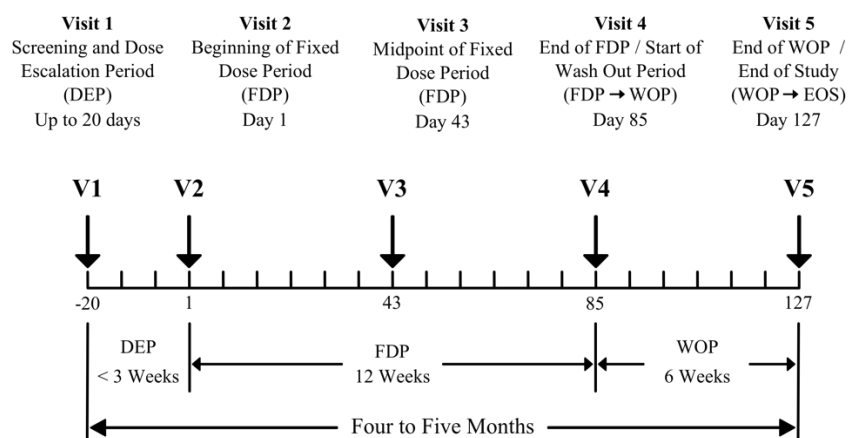 Visit 1
Screening and Dose
Escalation Period
(DEP)
Up to 20 days
Visit 2
Beginning of Fixed
Dose Period
(FDP)
Day 1
Visit 3
Midpoint of Fixed
Dose Period
(FDP)
Day 43
Visit 4
End of FDP / Start of
Wash Out Period
(FDP → WOP)
Day 85
Visit 5
End of WOP /
End of Study
(WOP → EOS)
Day 127
V1 V2 V3 V4 V5
-20 1 43 85 127
DEP
< 3 Weeks
FDP
12 Weeks
WOP
6 Weeks
Four to Five Months